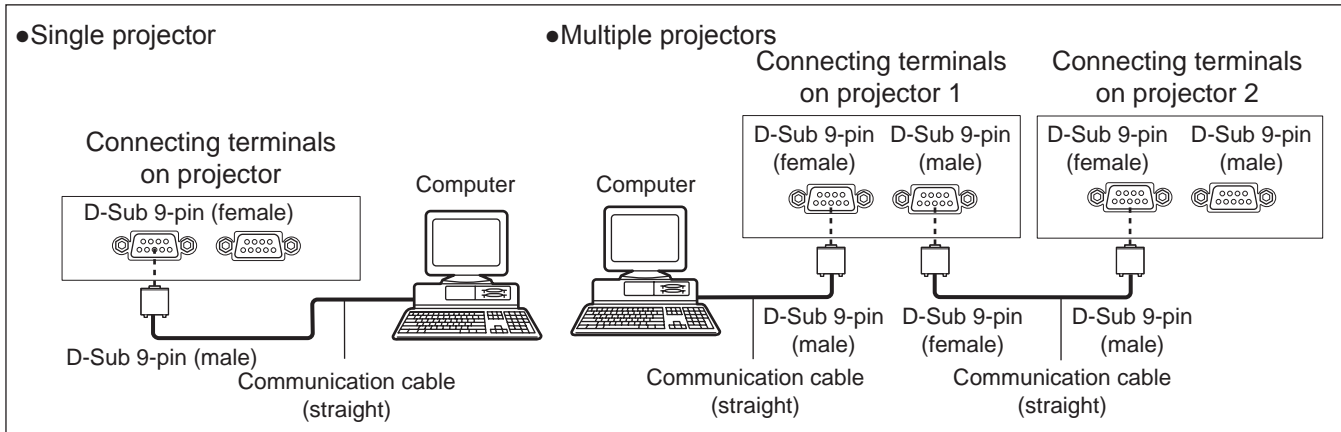 ●Single projector
Connecting terminals
on projector
D-Sub 9-pin (female)
Computer
D-Sub 9-pin (male)
Communication cable
(straight)
●Multiple projectors
Connecting terminals
on projector 1
D-Sub 9-pin
(female)
D-Sub 9-pin
(male)
Connecting terminals
on projector 2
D-Sub 9-pin
(female)
D-Sub 9-pin
(male)
Computer
D-Sub 9-pin
(male)
D-Sub 9-pin
(female)
D-Sub 9-pin
(male)
Communication cable
(straight)
Communication cable
(straight)